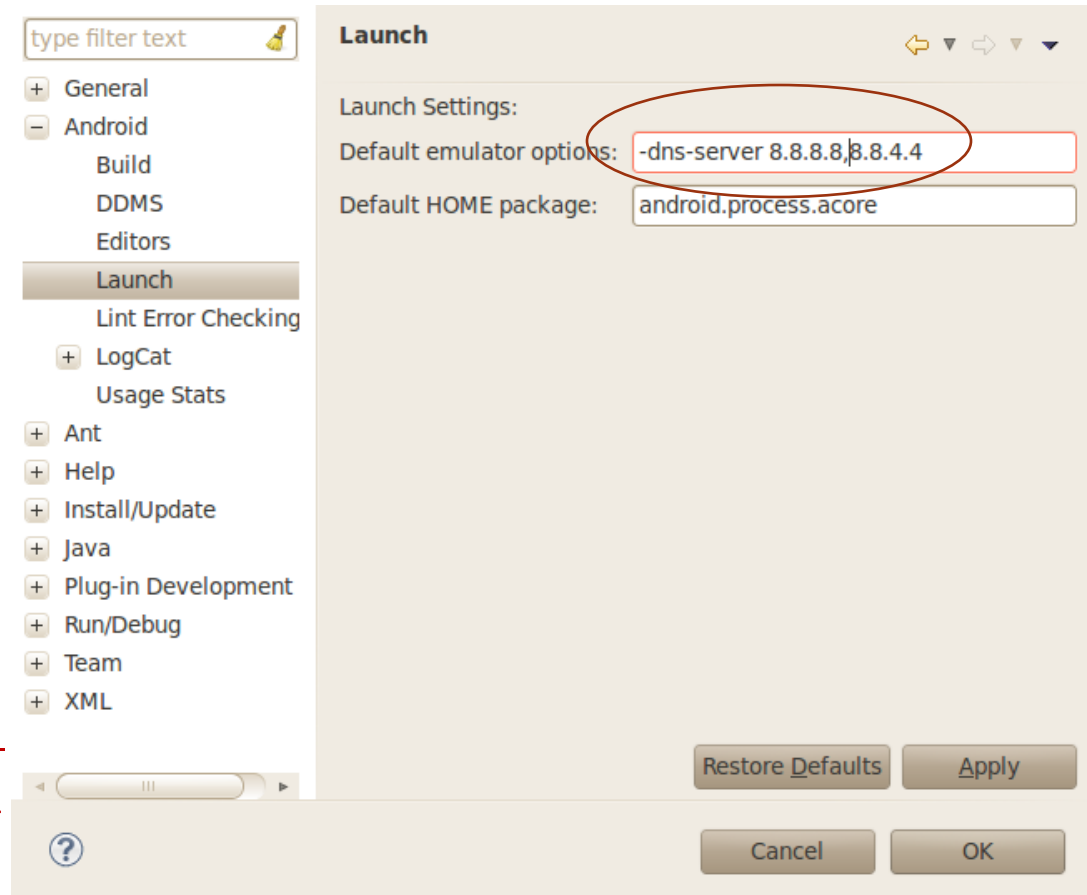 type filter text
General
Android
Build
DDMS
Editors
Launch
Lint Error Checking
LogCat
Usage Stats
Ant
Help
Install/Update
Java
Plug-in Development
Run/Debug
Team
XML
Launch
Launch Settings:
Default emulator options: -dns-server 8.8.8.8,8.8.4.4
Default HOME package: android.process.acore
Restore Defaults Apply
Cancel OK